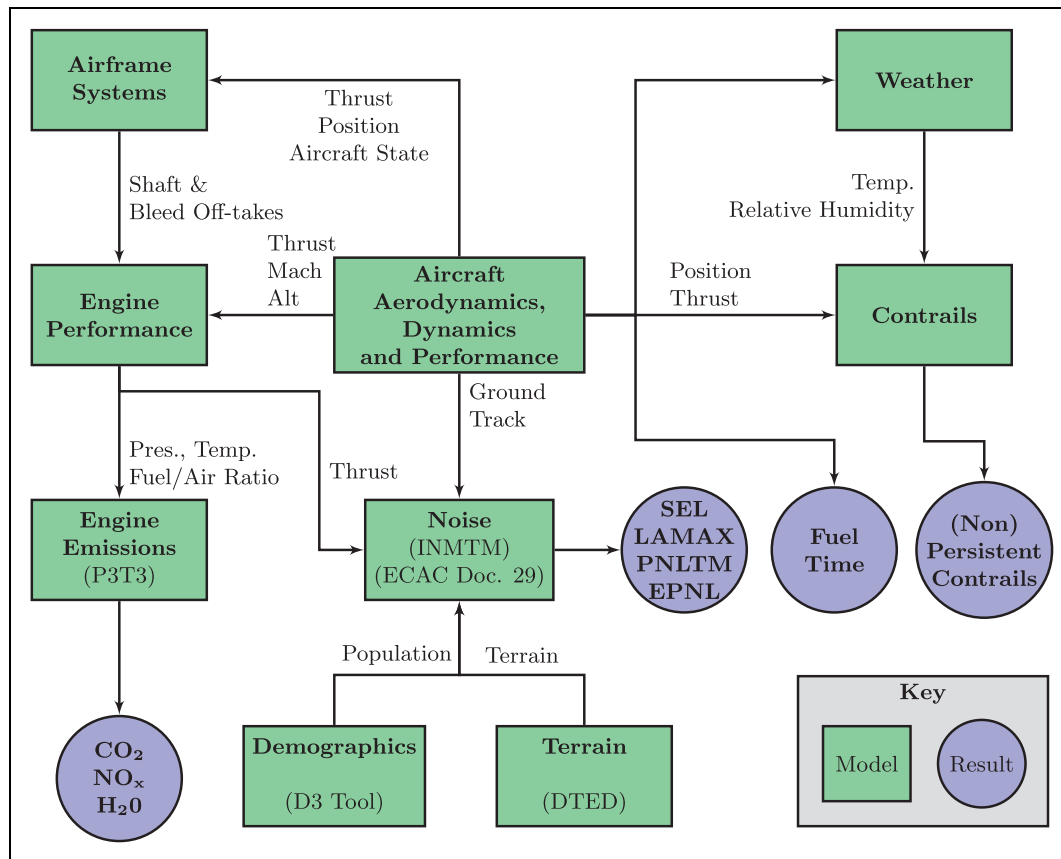 Airframe
Systems
Thrust
Position
Aircraft State
Weather
Shaft &
Bleed Off-takes
Temp.
Relative Humidity
Engine
Performance
Thrust
Mach
Alt
Aircraft
Aerodynamics,
Dynamics
and Performance
Position
Thrust
Contrails
Ground
Track
Pres., Temp.
Fuel/Air Ratio
Thrust
Engine
Emissions
(P3T3)
Noise
(INMTM)
(ECAC Doc. 29)
SEL
LAMAX
PNLTM
EPNL
Fuel
Time
(Non)
Persistent
Contrails
Population
Terrain
CO₂
NOₓ
H₂0
Demographics
(D3 Tool)
Terrain
(DTED)
Key
Model
Result